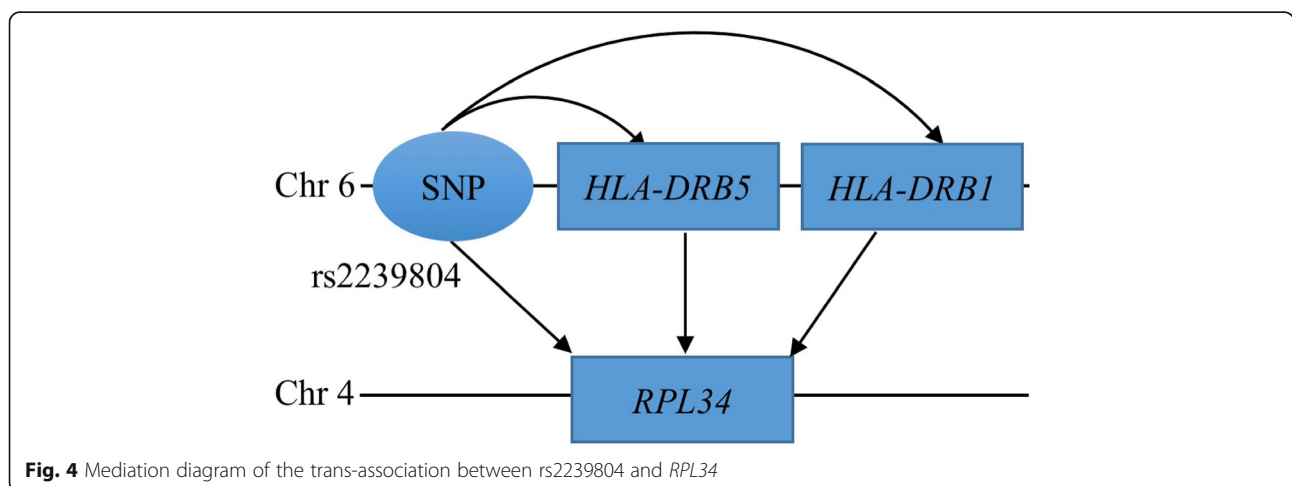 Chr 6 SNP HLA-DRB5 HLA-DRB1
rs2239804
Chr 4 RPL34
Fig. 4 Mediation diagram of the trans-association between rs2239804 and RPL34